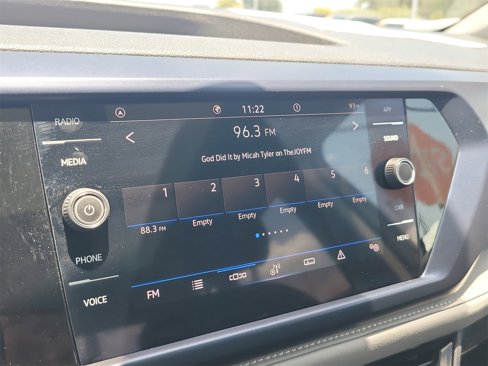 RADIO
MEDIA
PHONE
VOICE
11:22
93°
96.3 FM
God Did It by Micah Tyler on TheJOYFM
1 2 3 4 5 6
88.3 FM Empty Empty Empty Empty Empty
FM
APP
SOUND
CAR
MENU